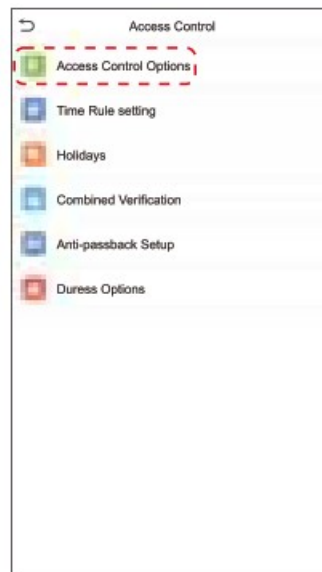 Access Control
Access Control Options
Time Rule setting
Holidays
Combined Verification
Anti-passback Setup
Duress Options